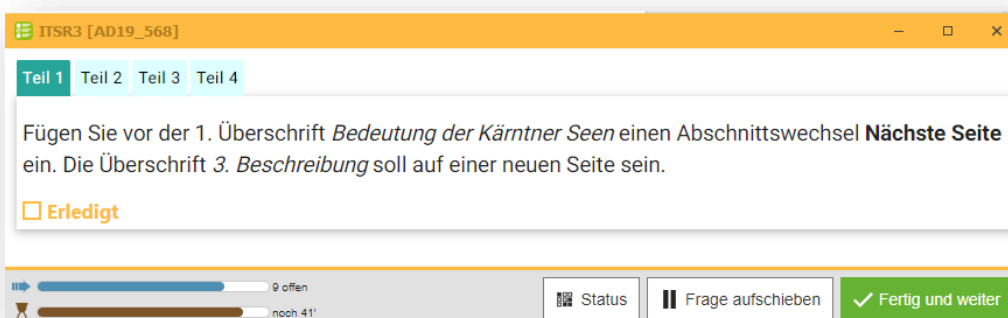 ITSR3 [AD19_568]
Teil 1 Teil 2 Teil 3 Teil 4
Fügen Sie vor der 1. Überschrift Bedeutung der Kärntner Seen einen Abschnittswechsel Nächste Seite
ein. Die Überschrift 3. Beschreibung soll auf einer neuen Seite sein.
Erledigt
9 offen
noch 41'
Status
Frage aufschieben
Fertig und weiter